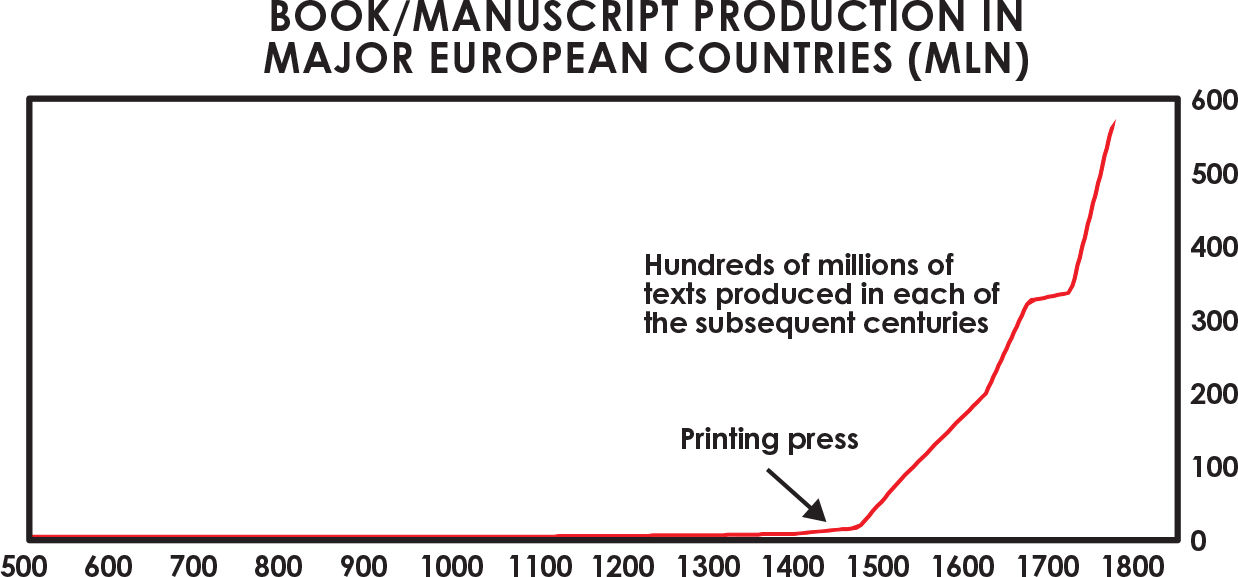 BOOK/MANUSCRIPT PRODUCTION IN
MAJOR EUROPEAN COUNTRIES (MLN)
600
500
400
Hundreds of millions of
texts produced in each of
the subsequent centuries
300
200
Printing press
100
0
500 600 700 800 900 1000 1100 1200 1300 1400 1500 1600 1700 1800